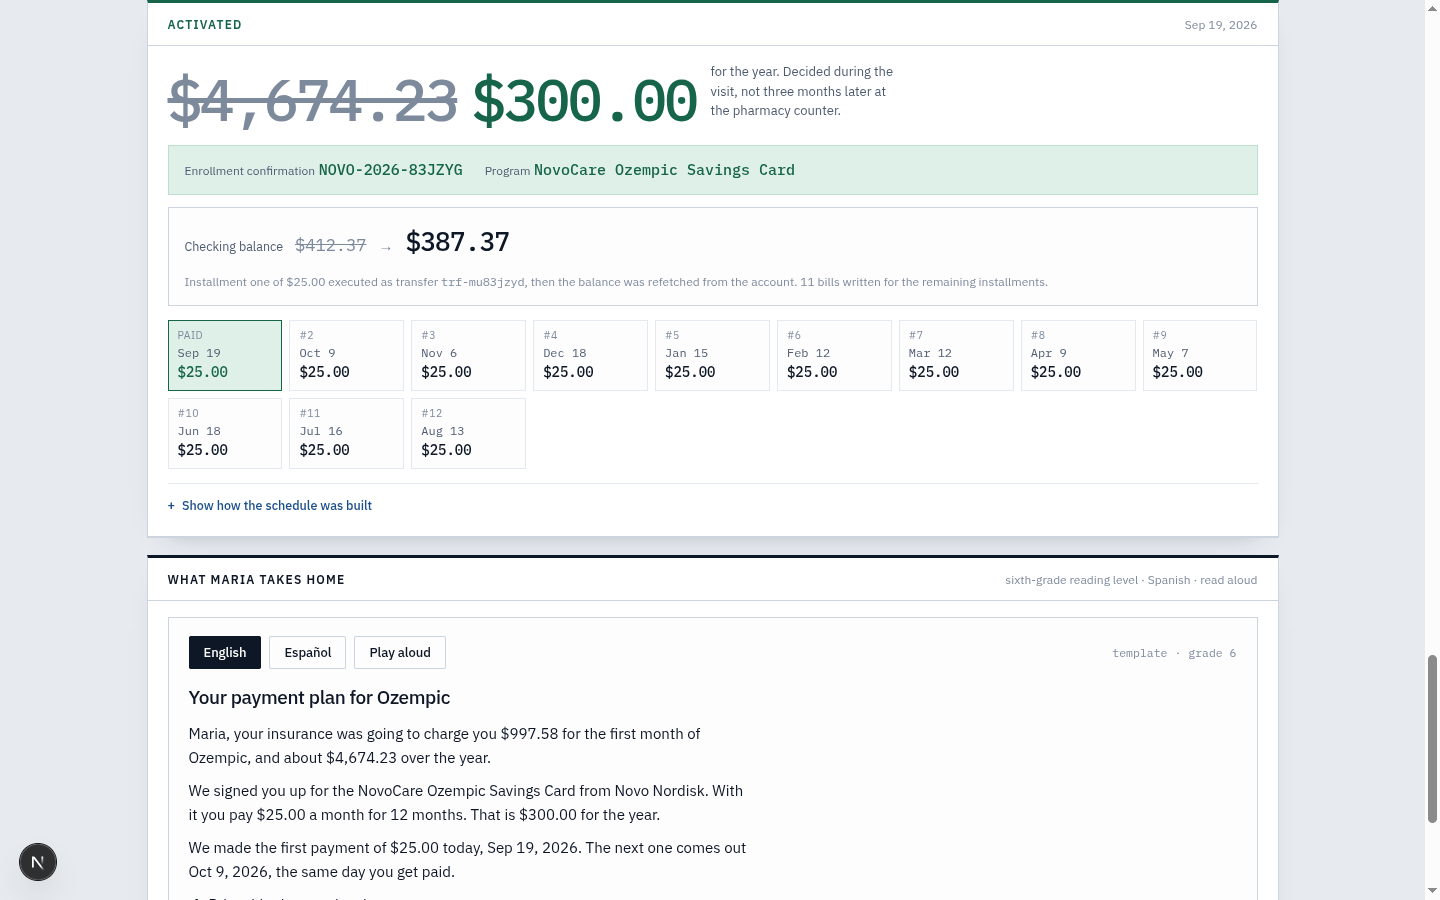 ACTIVATED
Sep 19, 2026
$4,674.23 $300.00
for the year. Decided during the
visit, not three months later at
the pharmacy counter.
Enrollment confirmation NOVO-2026-83JZYG Program NovoCare Ozempic Savings Card
Checking balance $412.37 → $387.37
Installment one of $25.00 executed as transfer trf-mu83jzyd, then the balance was refetched from the account. 11 bills written for the remaining installments.
PAID
Sep 19
$25.00
#2
Oct 9
$25.00
#3
Nov 6
$25.00
#4
Dec 18
$25.00
#5
Jan 15
$25.00
#6
Feb 12
$25.00
#7
Mar 12
$25.00
#8
Apr 9
$25.00
#9
May 7
$25.00
#10
Jun 18
$25.00
#11
Jul 16
$25.00
#12
Aug 13
$25.00
+ Show how the schedule was built
WHAT MARIA TAKES HOME
sixth-grade reading level · Spanish · read aloud
English
Español
Play aloud
template · grade 6
Your payment plan for Ozempic
Maria, your insurance was going to charge you $997.58 for the first month of
Ozempic, and about $4,674.23 over the year.
We signed you up for the NovoCare Ozempic Savings Card from Novo Nordisk. With
it you pay $25.00 a month for 12 months. That is $300.00 for the year.
We made the first payment of $25.00 today, Sep 19, 2026. The next one comes out
Oct 9, 2026, the same day you get paid.
N